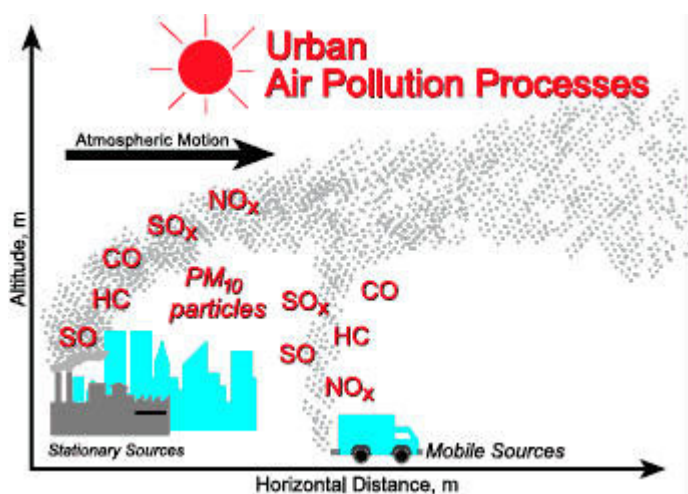 Urban
Air Pollution Processes
Atmospheric Motion
Altitude, m
NOx
SOx
CO
HC
SO
PM10
particles
SOx
CO
HC
SO
NOx
Stationary Sources
Mobile Sources
Horizontal Distance, m